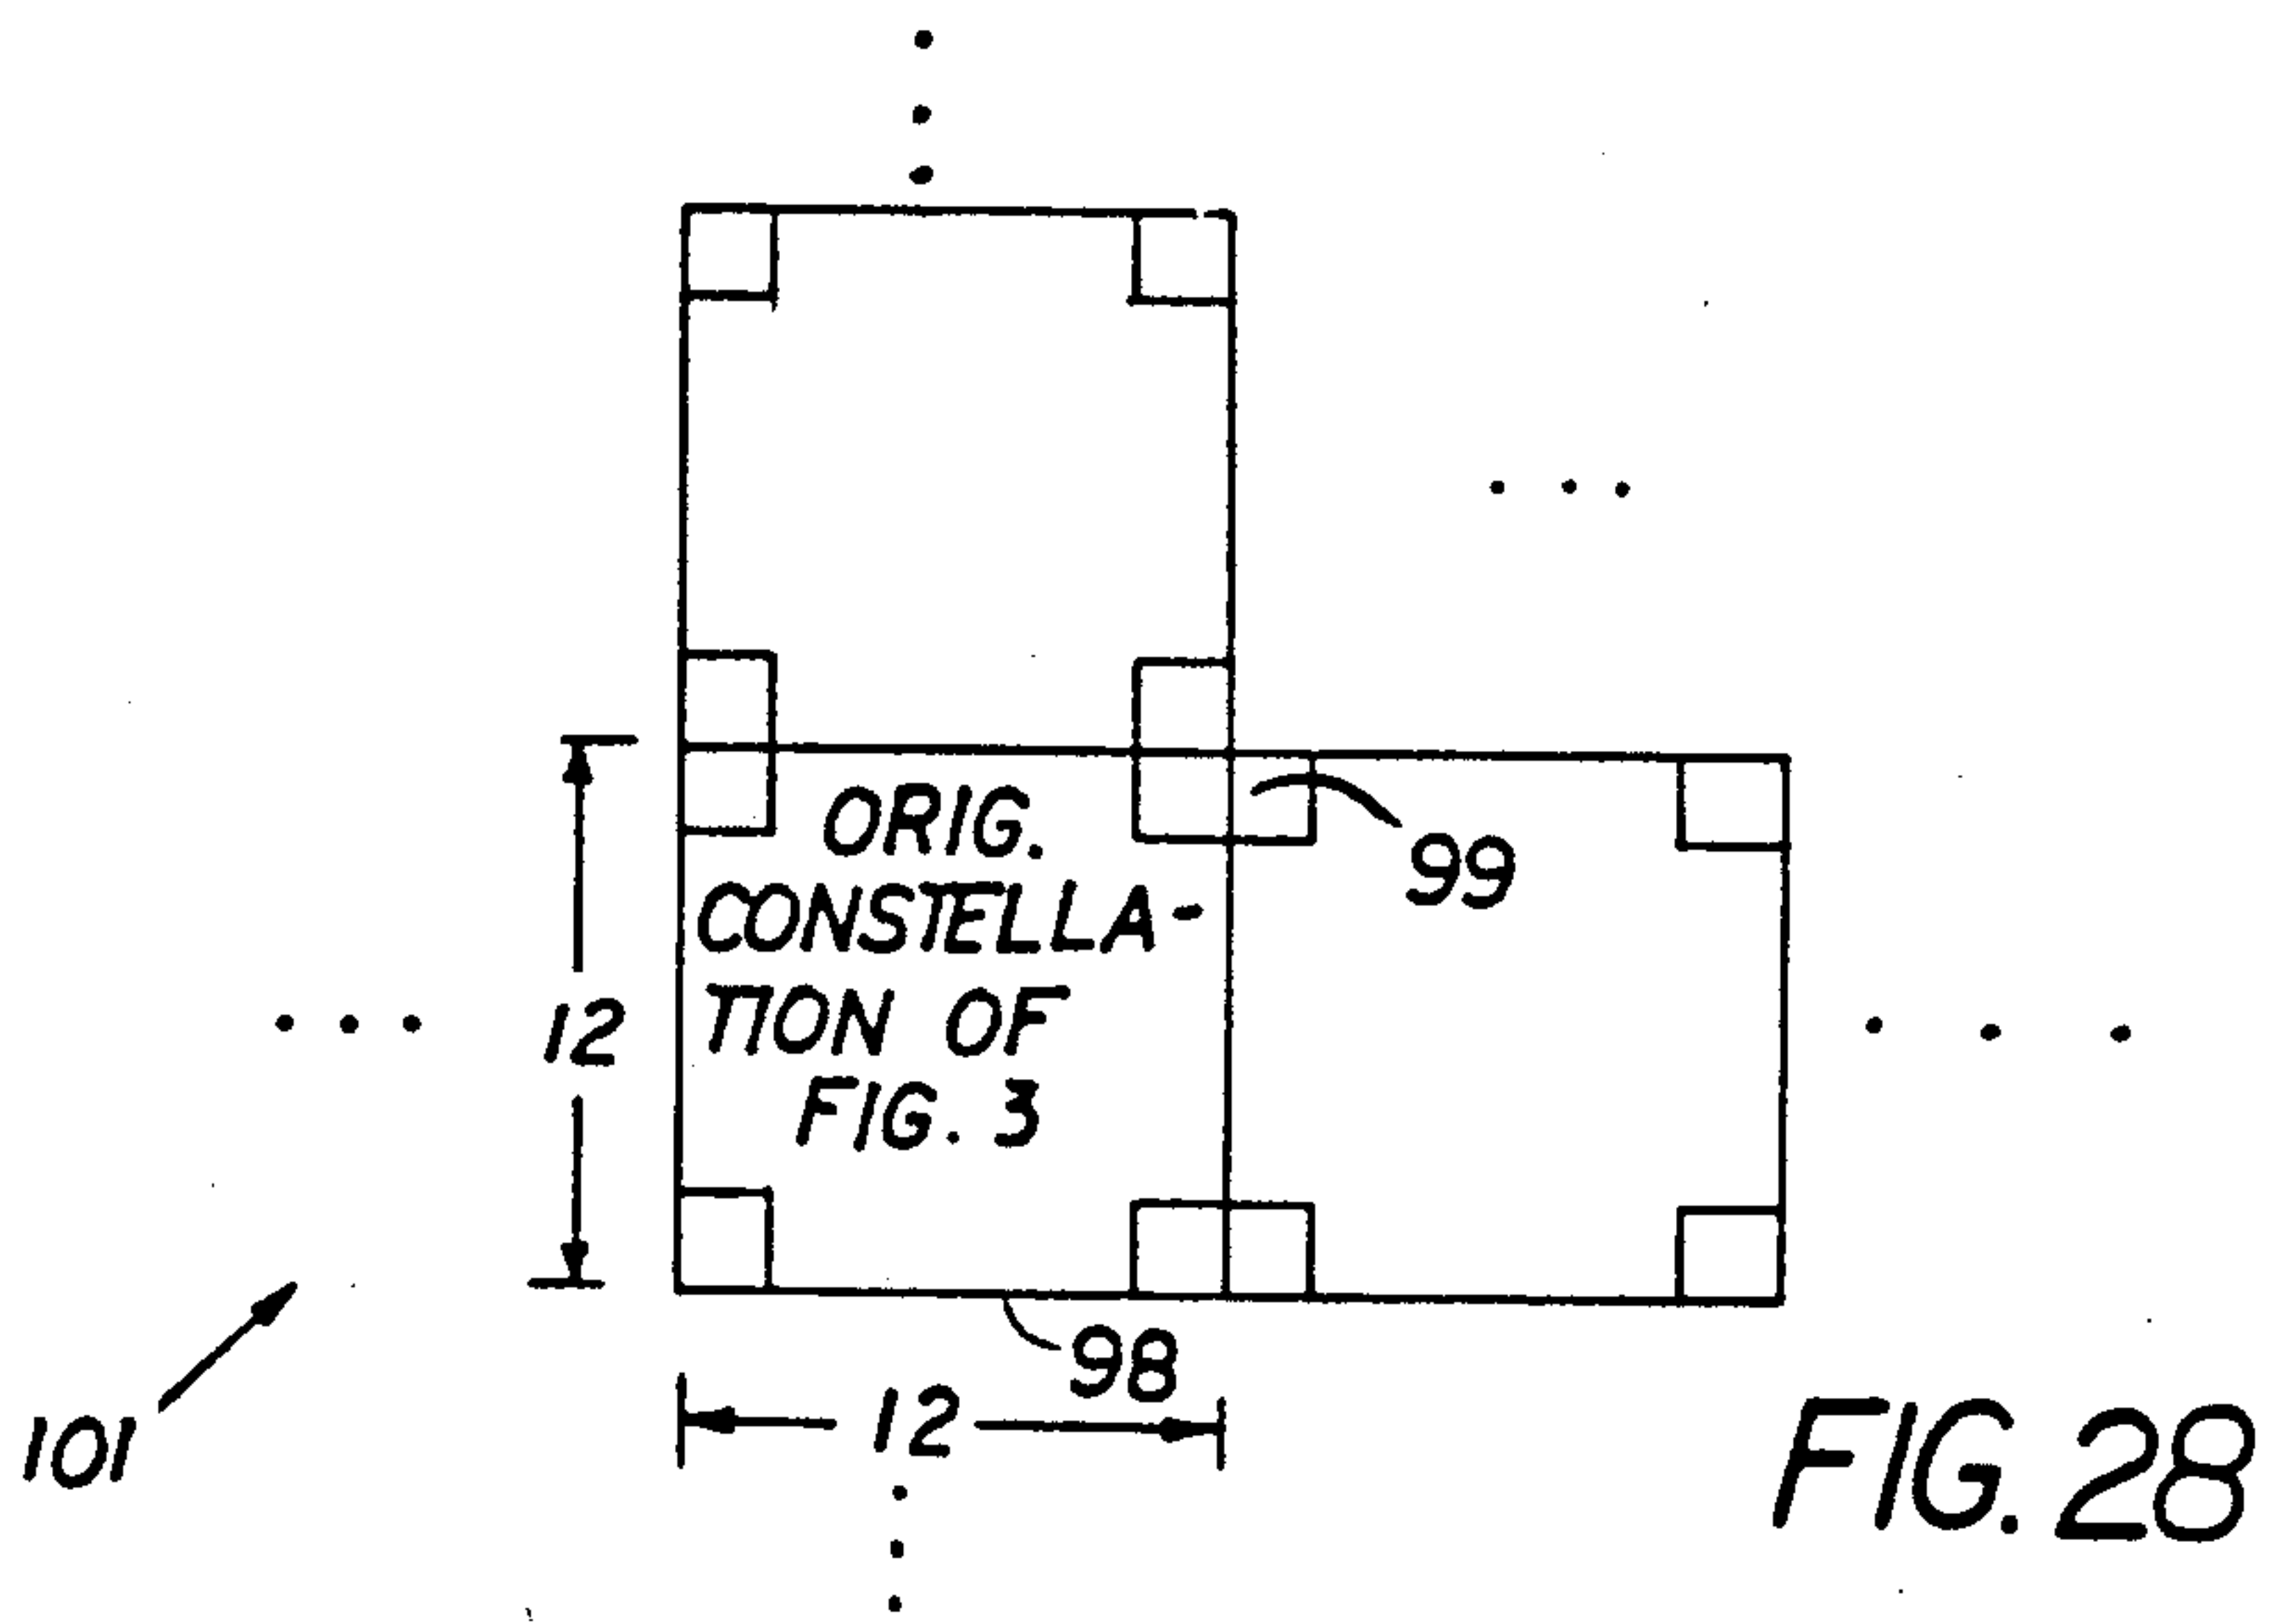 ORIG.
CONSTELLA-
TION OF
FIG. 3
99
12
98
12
101
FIG. 28